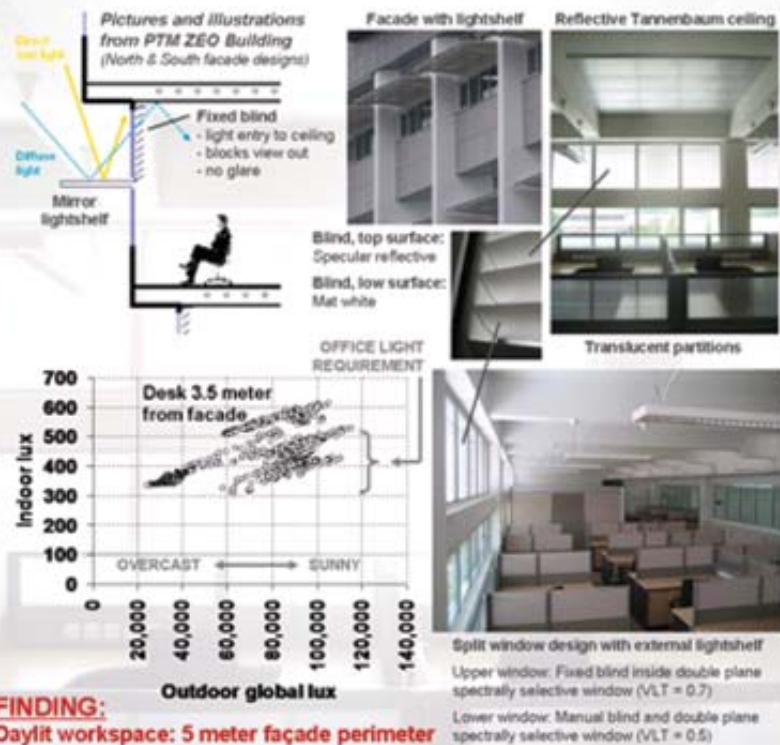 Pictures and illustrations
from PTM ZEO Building
(North & South facade designs)
Direct
sun light
Diffuse
light
Mirror
lightshelf
Fixed blind
- light entry to ceiling
- blocks view out
- no glare
Facade with lightshelf
Reflective Tannenbaum ceiling
Blind, top surface:
Specular reflective
Blind, low surface:
Mat white
Translucent partitions
OFFICE LIGHT
REQUIREMENT
Desk 3.5 meter
from facade
Indoor lux
700
600
500
400
300
200
100
0
OVERCAST
SUNNY
0
20,000
40,000
60,000
80,000
100,000
120,000
140,000
Outdoor global lux
Split window design with external lightshelf
Upper window: Fixed blind inside double plane
spectrally selective window (VLT = 0.7)
Lower window: Manual blind and double plane
spectrally selective window (VLT = 0.5)
FINDING:
Daylit workspace: 5 meter façade perimeter